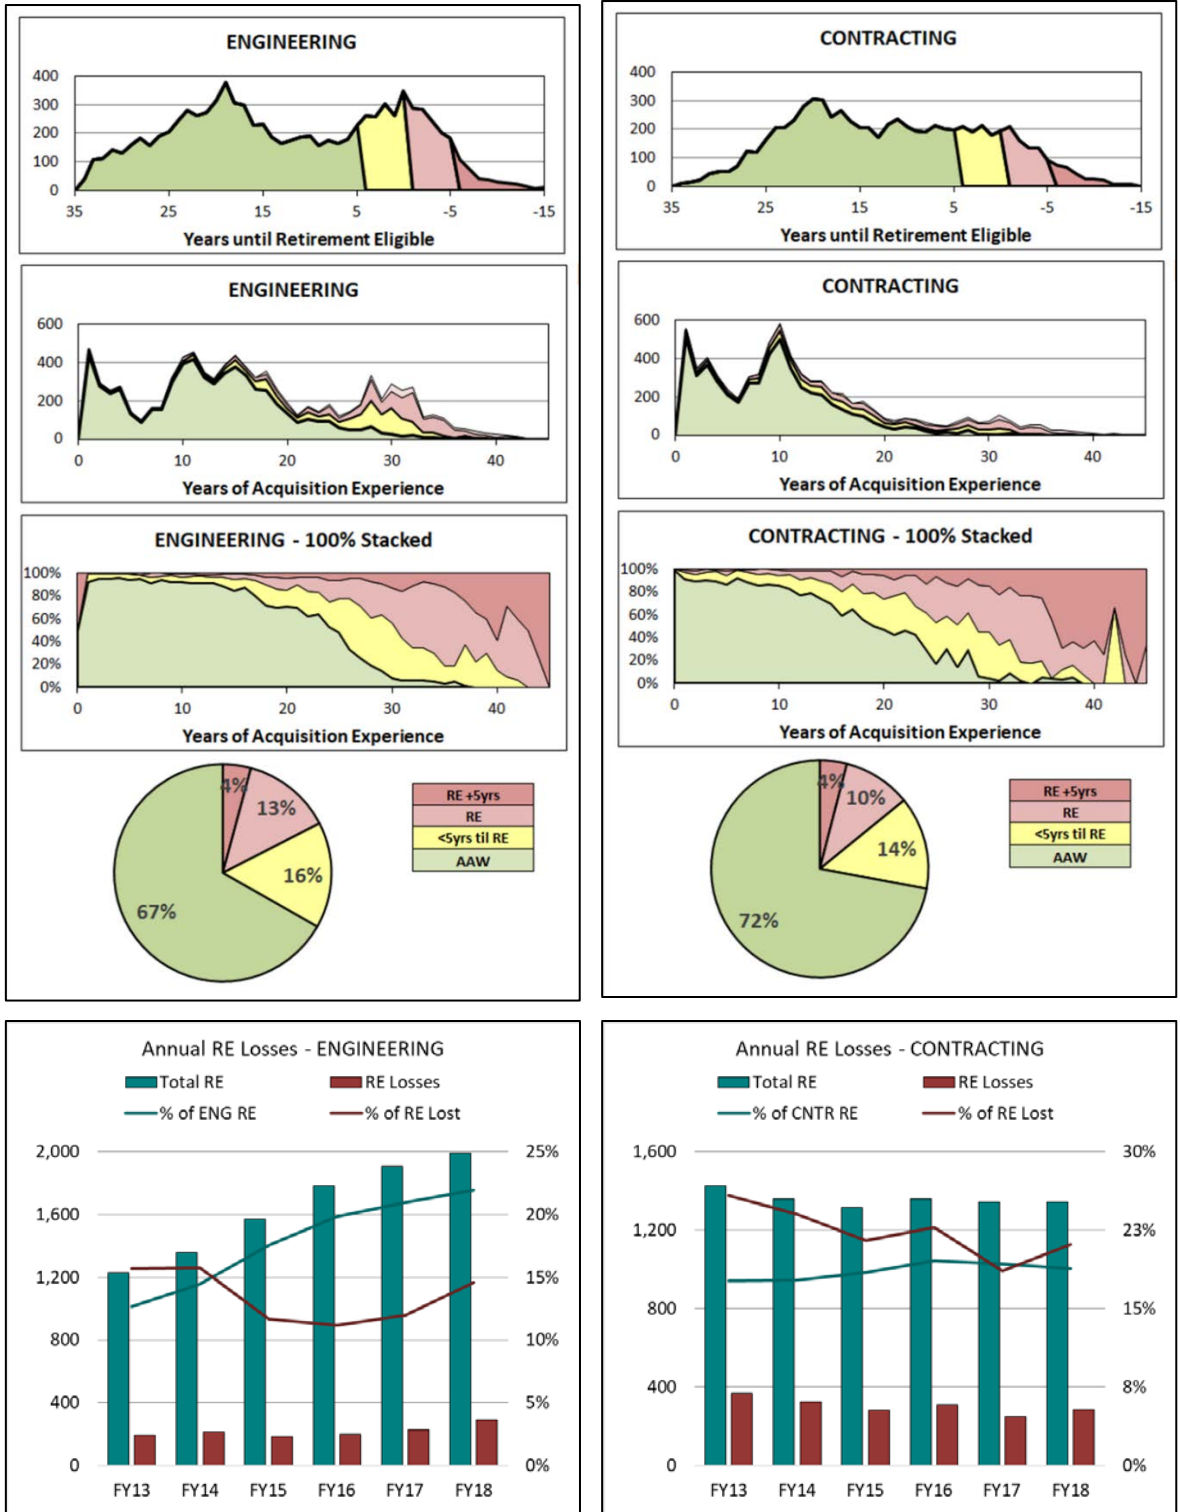 ENGINEERING
400
300
200
100
0
35 25 15 5 -5 -15
Years until Retirement Eligible
ENGINEERING
600
400
200
0
0 10 20 30 40
Years of Acquisition Experience
ENGINEERING - 100% Stacked
100%
80%
60%
40%
20%
0%
0 10 20 30 40
Years of Acquisition Experience
4%
13%
16%
67%
RE +5yrs
RE
<5yrs til RE
AAW
CONTRACTING
400
300
200
100
0
35 25 15 5 -5 -15
Years until Retirement Eligible
CONTRACTING
600
400
200
0
0 10 20 30 40
Years of Acquisition Experience
CONTRACTING - 100% Stacked
100%
80%
60%
40%
20%
0%
0 10 20 30 40
Years of Acquisition Experience
4%
10%
14%
72%
RE +5yrs
RE
<5yrs til RE
AAW
Annual RE Losses - ENGINEERING
Total RE RE Losses
% of ENG RE % of RE Lost
2,000 25%
1,600 20%
1,200 15%
800 10%
400 5%
0 0%
FY13 FY14 FY15 FY16 FY17 FY18
Annual RE Losses - CONTRACTING
Total RE RE Losses
% of CNTR RE % of RE Lost
1,600 30%
1,200 23%
800 15%
400 8%
0 0%
FY13 FY14 FY15 FY16 FY17 FY18